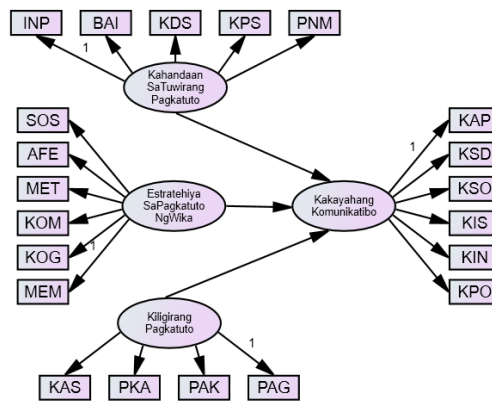 INP BAI KDS KPS PNM
1
Kahandaan
SaTuwirang
Pagkatuto
SOS
AFE
MET
KOM
KOG
MEM
1
Estratehiya
SaPagkatuto
NgWika
Kakayahang
Komunikatibo
1
KAP
KSD
KSO
KIS
KIN
KPO
Kiligirang
Pagkatuto
1
KAS PKA PAK PAG